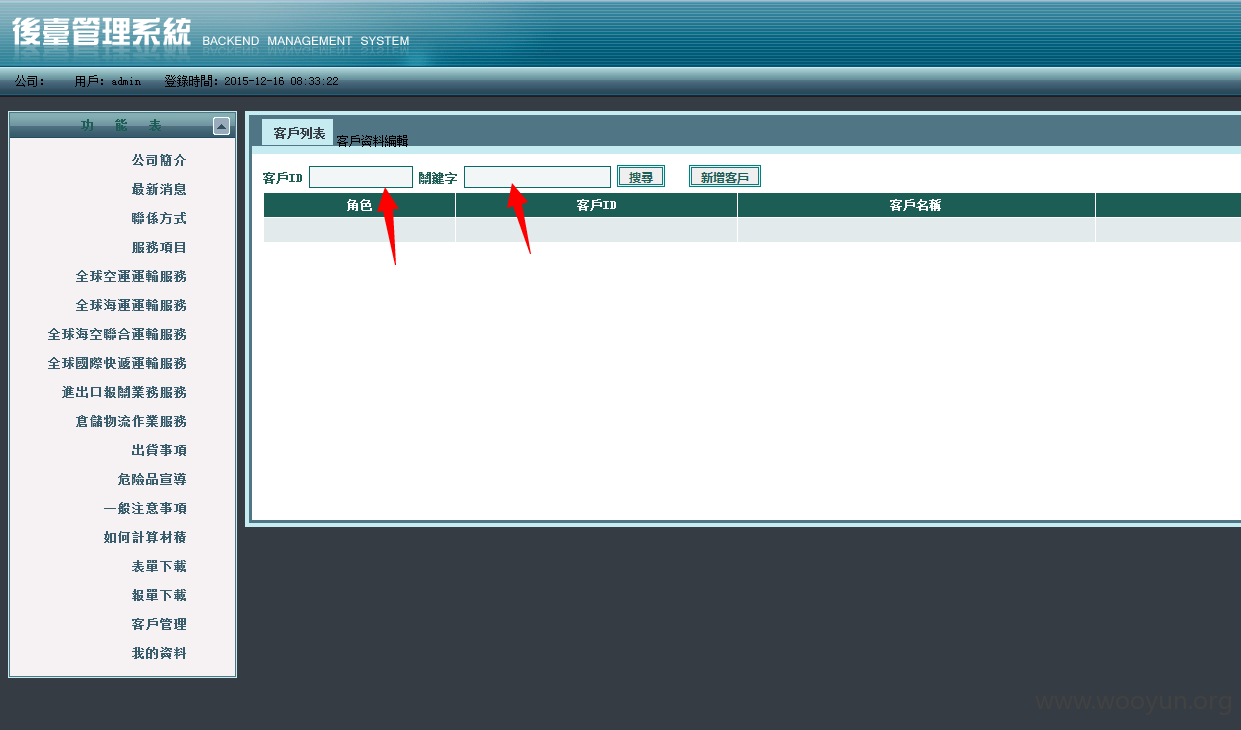 後臺管理系統 BACKEND MANAGEMENT SYSTEM
公司： 用戶：admin 登錄時間：2015-12-16 08:33:22
功 能 表
公司簡介
最新消息
聯係方式
服務項目
全球空運運輸服務
全球海運運輸服務
全球海空聯合運輸服務
全球國際快遞運輸服務
進出口報關業務服務
倉儲物流作業服務
出貨事項
危險品宣導
一般注意事項
如何計算材積
表單下載
報單下載
客戶管理
我的資料
客戶列表 客戶資料編輯
客戶ID 關鍵字 搜尋 新增客戶
角色 客戶ID 客戶名稱
www.wooyun.org